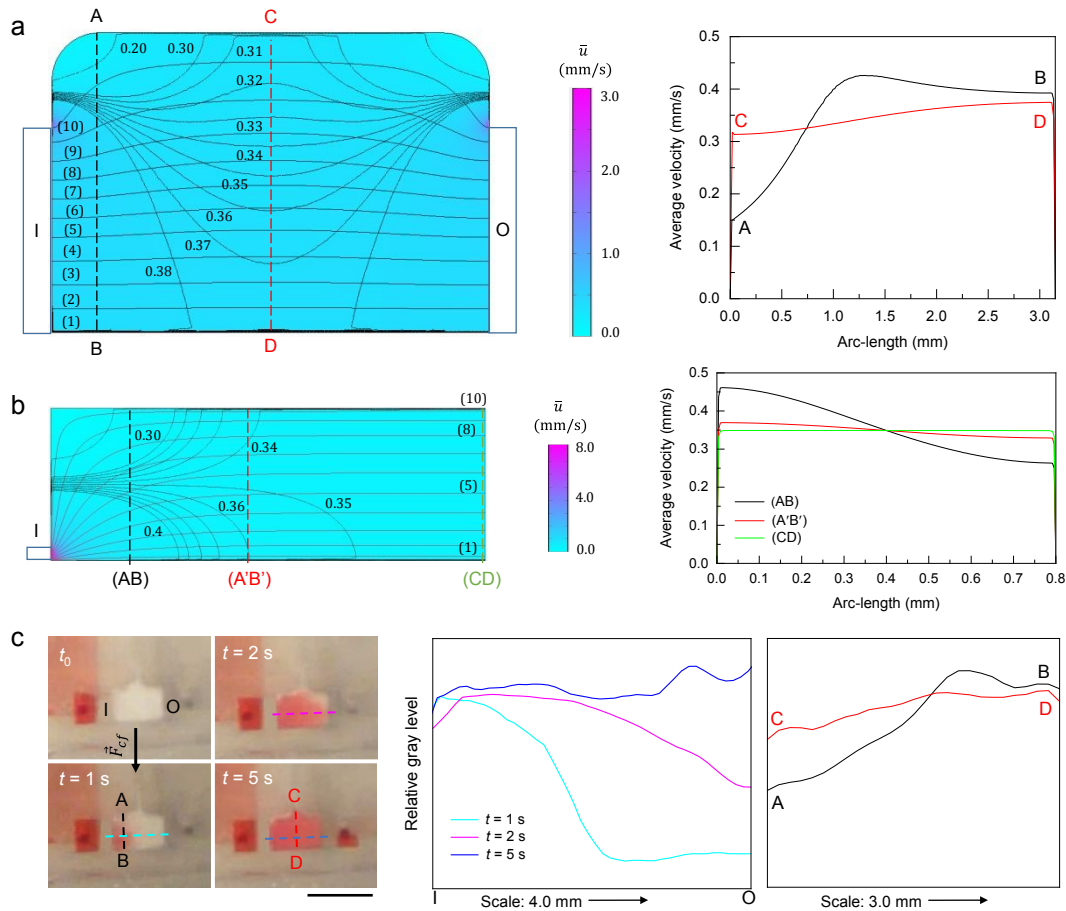 a
A
C
0.20
0.30
0.31
0.32
0.33
0.34
0.35
0.36
0.37
0.38
(10)
(9)
(8)
(7)
(6)
(5)
(4)
(3)
(2)
(1)
I
O
B
D
ū
(mm/s)
3.0
2.0
1.0
0.0
Average velocity (mm/s)
0.5
0.4
0.3
0.2
0.1
0.0
C
A
B
D
0.0 0.5 1.0 1.5 2.0 2.5 3.0
Arc-length (mm)
b
0.30
0.34
0.36
0.35
0.4
(10)
(8)
(5)
(1)
I
(AB)
(A'B')
(CD)
ū
(mm/s)
8.0
4.0
0.0
Average velocity (mm/s)
0.5
0.4
0.3
0.2
0.1
0.0
(AB)
(A'B')
(CD)
0.0 0.1 0.2 0.3 0.4 0.5 0.6 0.7 0.8
Arc-length (mm)
c
t₀
I
O
F⃗cf
t = 2 s
t = 1 s
A
B
t = 5 s
C
D
Relative gray level
t = 1 s
t = 2 s
t = 5 s
I
O
Scale: 4.0 mm
C
A
B
D
Scale: 3.0 mm